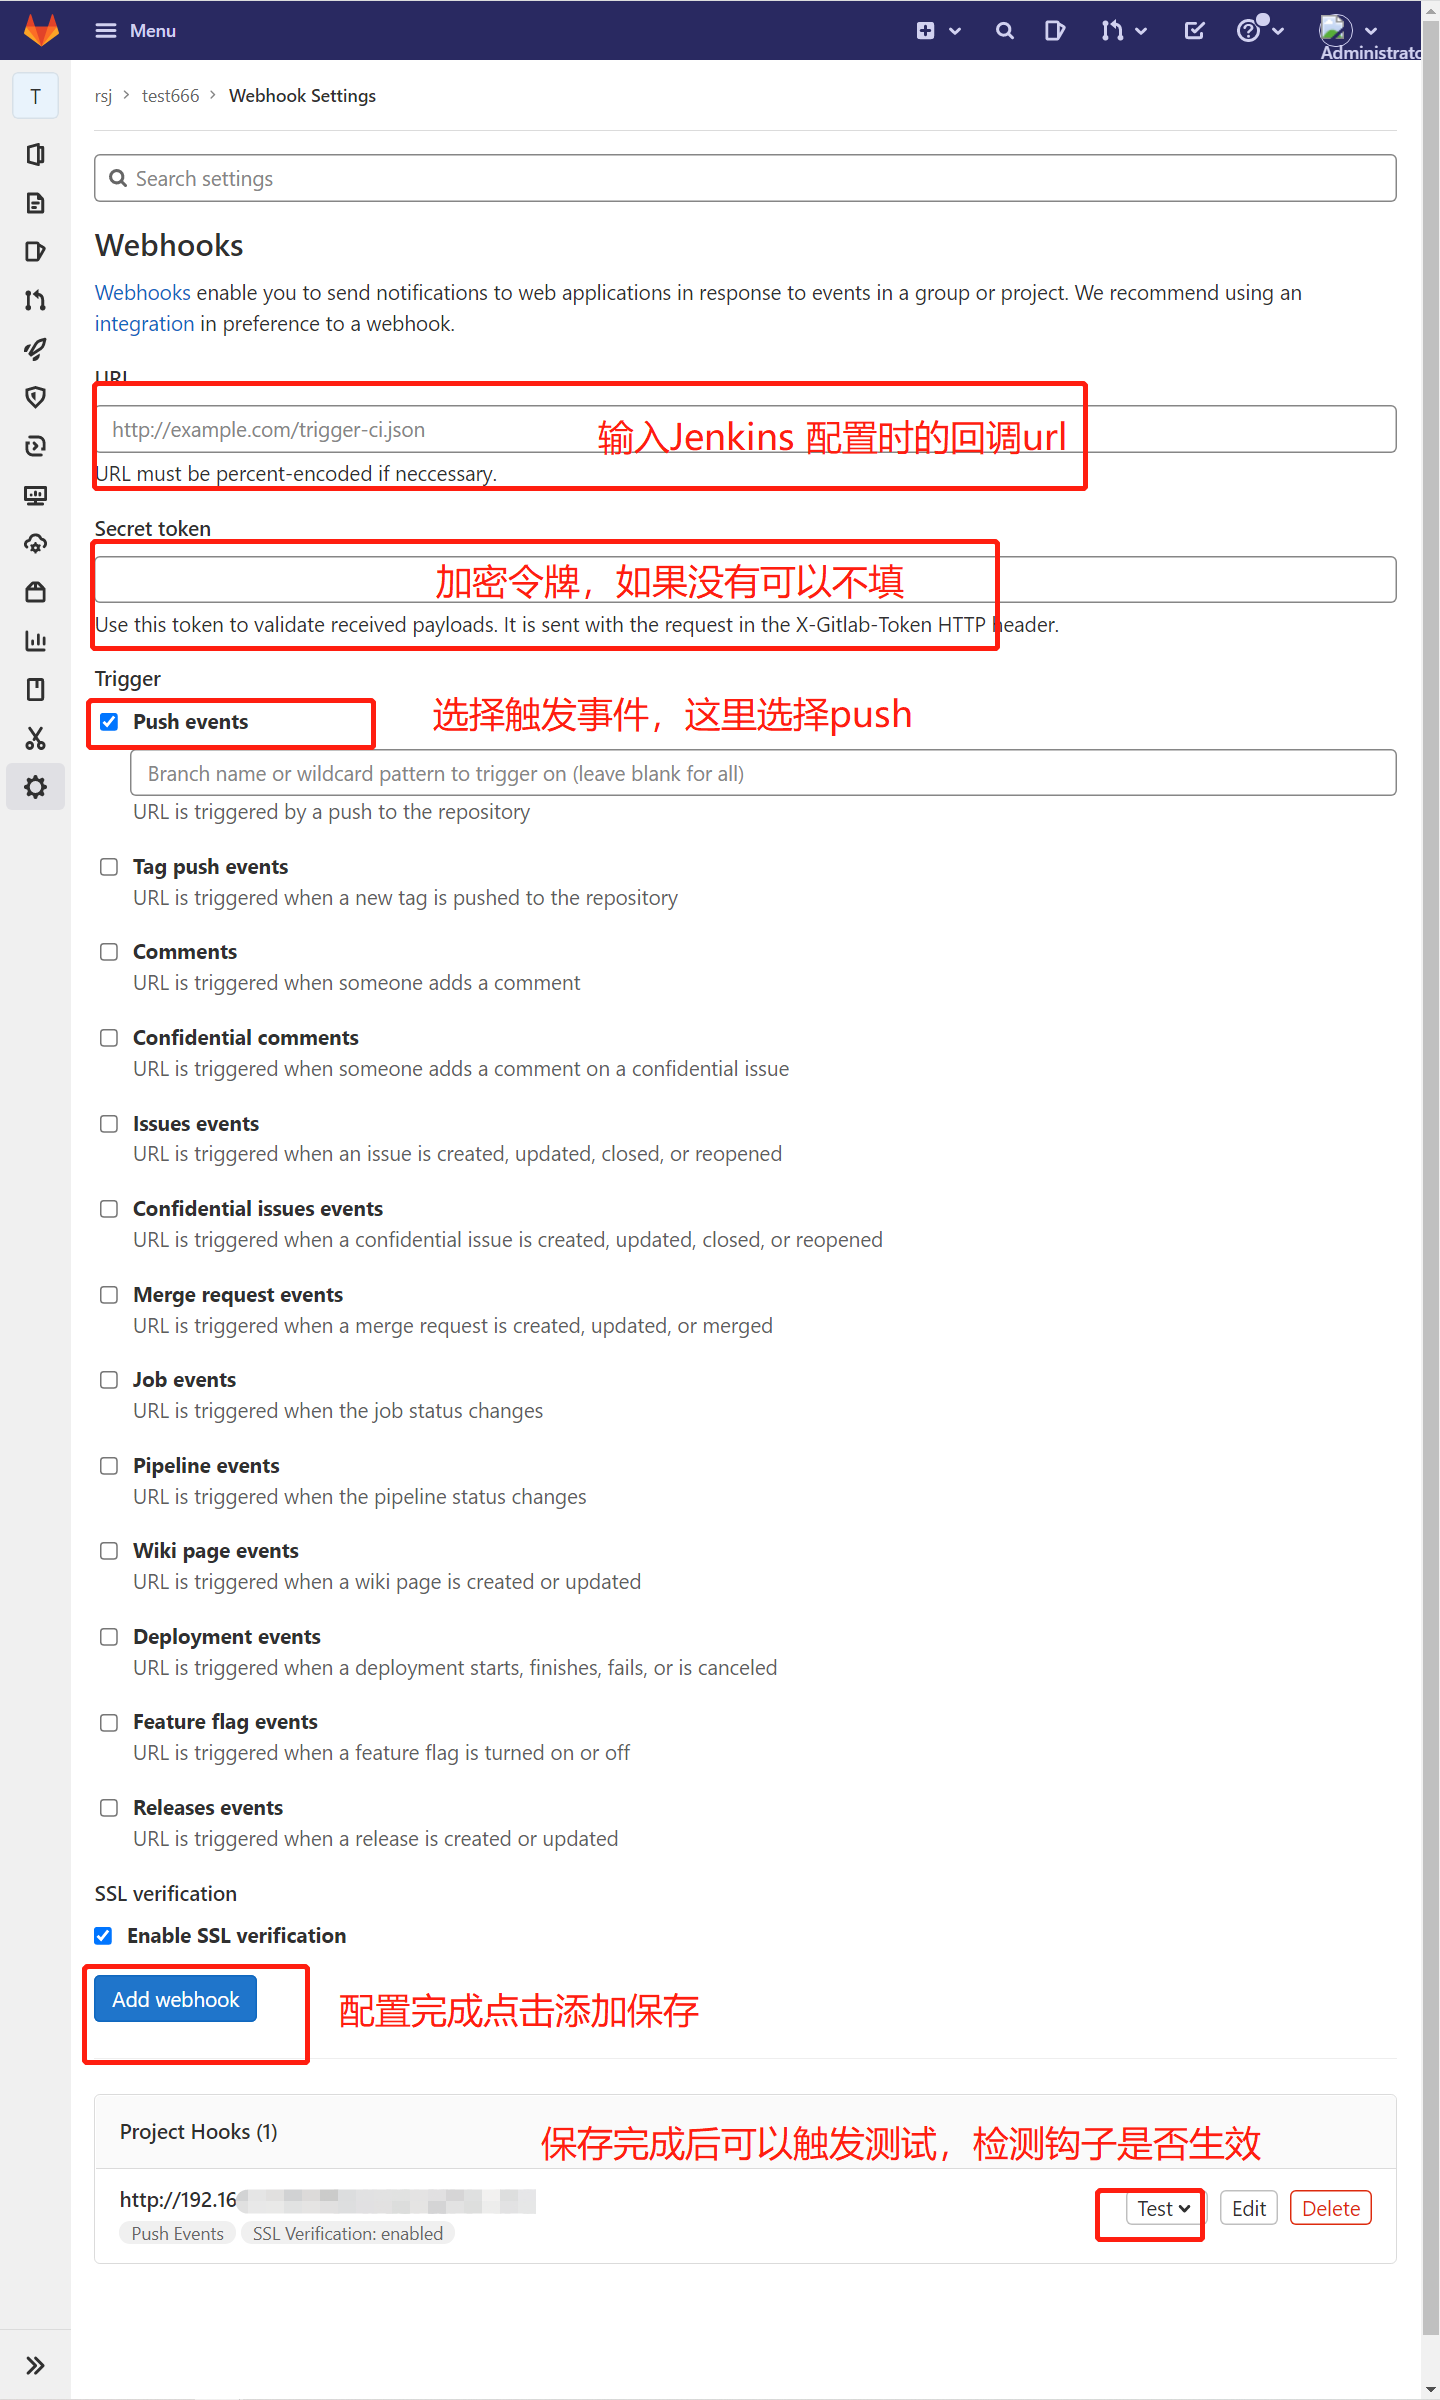 Menu
Administrato
T
rsj > test666 > Webhook Settings
Search settings
Webhooks
Webhooks enable you to send notifications to web applications in response to events in a group or project. We recommend using an
integration in preference to a webhook.
URL
http://example.com/trigger-ci.json
输入Jenkins 配置时的回调url
URL must be percent-encoded if neccessary.
Secret token
加密令牌，如果没有可以不填
Use this token to validate received payloads. It is sent with the request in the X-Gitlab-Token HTTP header.
Trigger
Push events
选择触发事件，这里选择push
Branch name or wildcard pattern to trigger on (leave blank for all)
URL is triggered by a push to the repository
Tag push events
URL is triggered when a new tag is pushed to the repository
Comments
URL is triggered when someone adds a comment
Confidential comments
URL is triggered when someone adds a comment on a confidential issue
Issues events
URL is triggered when an issue is created, updated, closed, or reopened
Confidential issues events
URL is triggered when a confidential issue is created, updated, closed, or reopened
Merge request events
URL is triggered when a merge request is created, updated, or merged
Job events
URL is triggered when the job status changes
Pipeline events
URL is triggered when the pipeline status changes
Wiki page events
URL is triggered when a wiki page is created or updated
Deployment events
URL is triggered when a deployment starts, finishes, fails, or is canceled
Feature flag events
URL is triggered when a feature flag is turned on or off
Releases events
URL is triggered when a release is created or updated
SSL verification
Enable SSL verification
Add webhook
配置完成点击添加保存
Project Hooks (1)
保存完成后可以触发测试，检测钩子是否生效
http://192.16
Test Edit Delete
Push Events SSL Verification: enabled